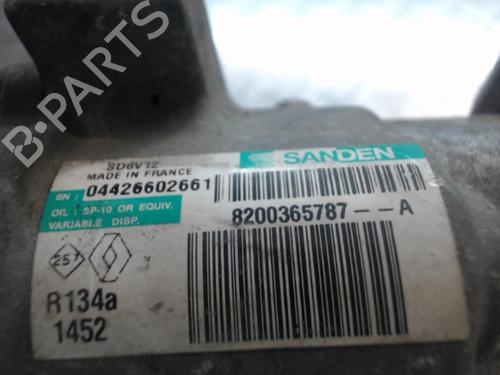 SD6V12
MADE IN FRANCE
SANDEN
SN : 04426602661
OIL : SP-10 OR EQUIV.
VARIABLE DISP.
8200365787--A
257
R134a
1452
B-PARTS